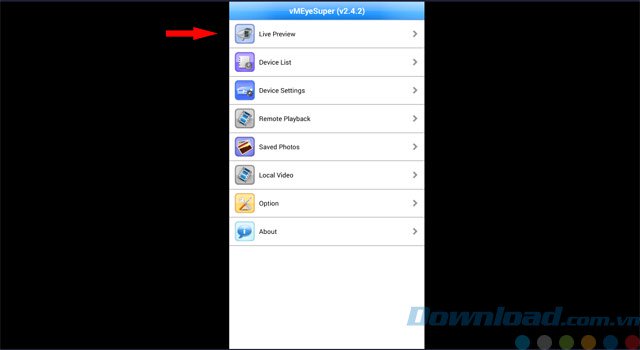 vMEyeSuper (v2.4.2)
Live Preview
Device List
Device Settings
Remote Playback
Saved Photos
Local Video
Option
About
Download.com.vn